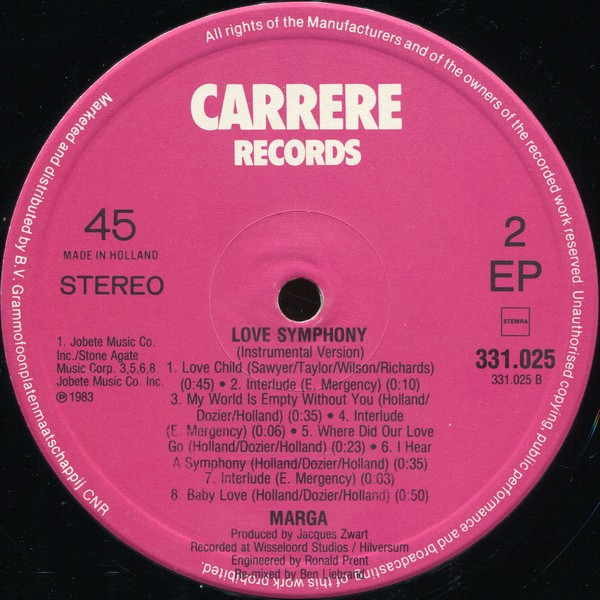 All rights of the Manufacturers and of the owners of the recorded work reserved. Unauthorised copying, public performance and broadcasting of this work prohibited.
Marketed and distributed by B.V. Grammofoonplatenmaatschappij CNR
CARRERE
RECORDS
45
MADE IN HOLLAND
STEREO
2
EP
STEMRA
331.025
331.025 B
1. Jobete Music Co.
Inc./Stone Agate
Music Corp. 3,5,6,8
Jobete Music Co. Inc.
℗ 1983
LOVE SYMPHONY
(Instrumental Version)
1. Love Child (Sawyer/Taylor/Wilson/Richards)
(0:45) • 2. Interlude (E. Mergency) (0:10)
3. My World Is Empty Without You (Holland/
Dozier/Holland) (0:35) • 4. Interlude
(E. Mergency) (0:06) • 5. Where Did Our Love
Go (Holland/Dozier/Holland) (0:23) • 6. I Hear
A Symphony (Holland/Dozier/Holland) (0:35)
7. Interlude (E. Mergency) (0:03)
8 Baby Love (Holland/Dozier/Holland) (0:50)
MARGA
Produced by Jacques Zwart
Recorded at Wisseloord Studios / Hilversum
Engineered by Ronald Prent
Re-mixed by Ben Liebrand